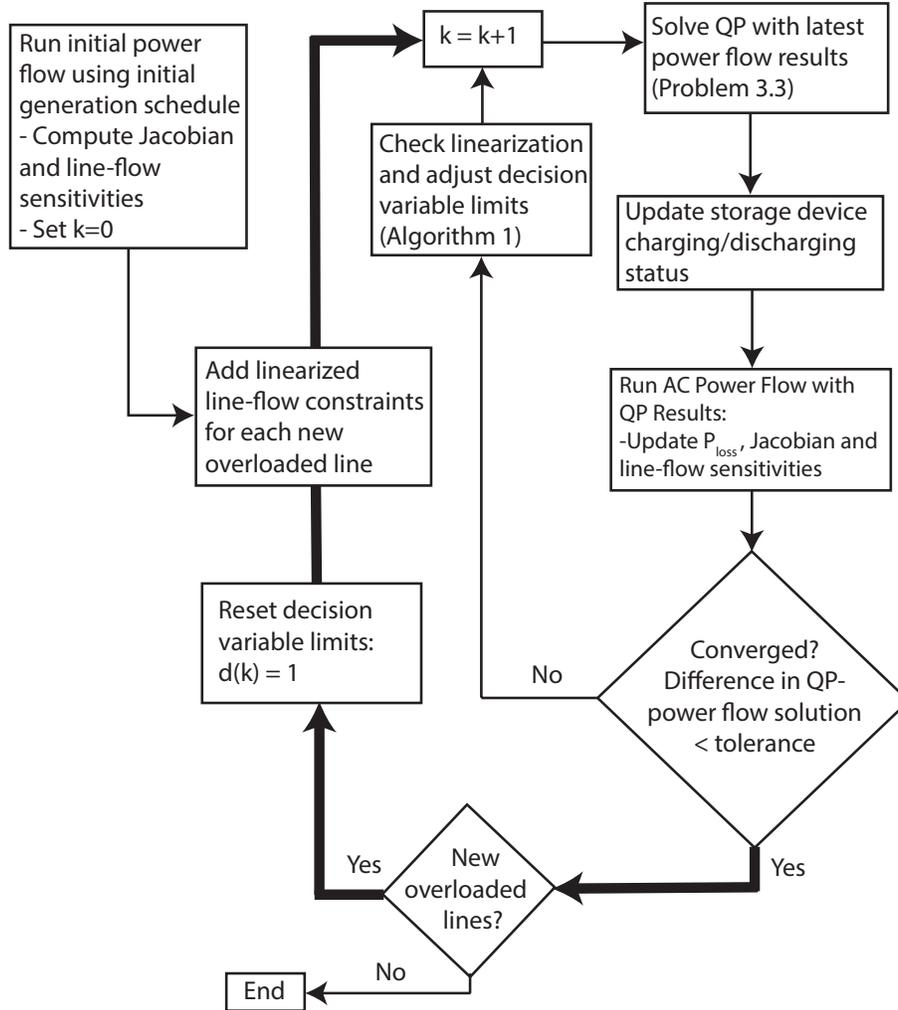 Run initial power
flow using initial
generation schedule
- Compute Jacobian
and line-flow
sensitivities
- Set k=0
k = k+1
Solve QP with latest
power flow results
(Problem 3.3)
Check linearization
and adjust decision
variable limits
(Algorithm 1)
Update storage device
charging/discharging
status
Add linearized
line-flow constraints
for each new
overloaded line
Run AC Power Flow with
QP Results:
-Update P_loss, Jacobian and
line-flow sensitivities
Reset decision
variable limits:
d(k) = 1
Converged?
Difference in QP-
power flow solution
< tolerance
No
Yes
New
overloaded
lines?
Yes
No
End